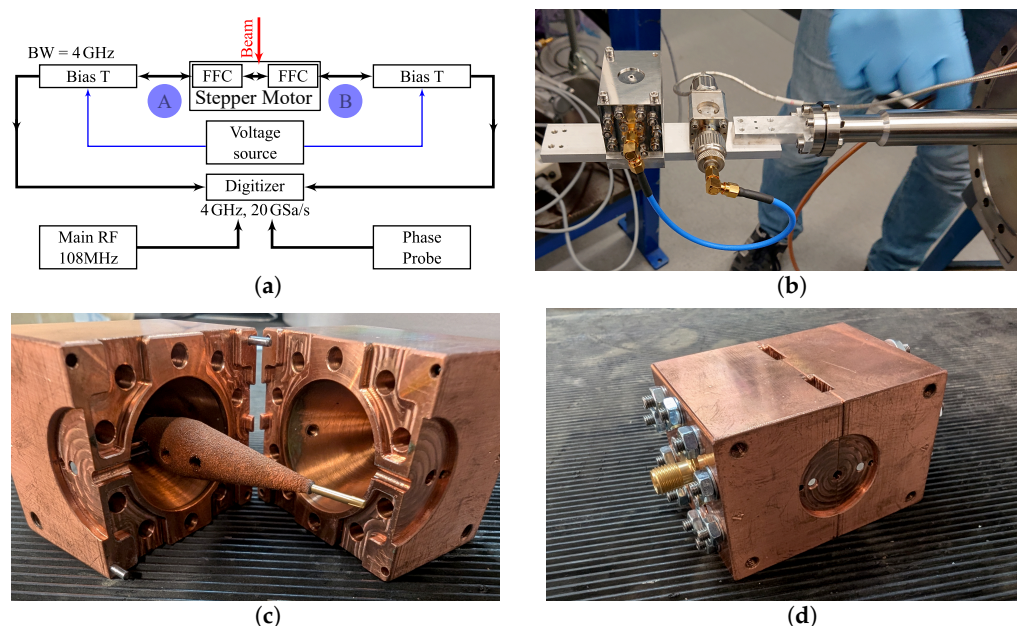 Beam
BW = 4 GHz
Bias T
FFC
FFC
Bias T
Stepper Motor
A
B
Voltage
source
Digitizer
4 GHz, 20 GSa/s
Main RF
108MHz
Phase
Probe
(a)
(b)
(c)
(d)